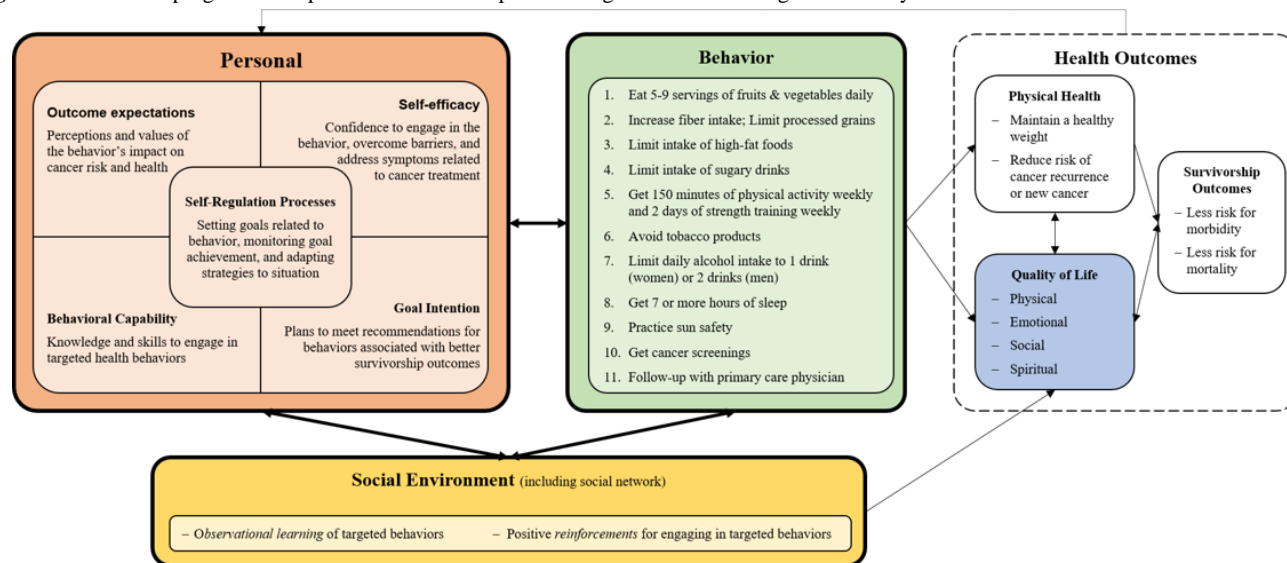 Personal
Outcome expectations
Perceptions and values of
the behavior's impact on
cancer risk and health
Self-efficacy
Confidence to engage in the
behavior, overcome barriers, and
address symptoms related
to cancer treatment
Self-Regulation Processes
Setting goals related to
behavior, monitoring goal
achievement, and adapting
strategies to situation
Behavioral Capability
Knowledge and skills to engage in
targeted health behaviors
Goal Intention
Plans to meet recommendations for
behaviors associated with better
survivorship outcomes
Behavior
1. Eat 5-9 servings of fruits & vegetables daily
2. Increase fiber intake; Limit processed grains
3. Limit intake of high-fat foods
4. Limit intake of sugary drinks
5. Get 150 minutes of physical activity weekly
and 2 days of strength training weekly
6. Avoid tobacco products
7. Limit daily alcohol intake to 1 drink
(women) or 2 drinks (men)
8. Get 7 or more hours of sleep
9. Practice sun safety
10. Get cancer screenings
11. Follow-up with primary care physician
Health Outcomes
Physical Health
– Maintain a healthy
weight
– Reduce risk of
cancer recurrence
or new cancer
Quality of Life
– Physical
– Emotional
– Social
– Spiritual
Survivorship
Outcomes
– Less risk for
morbidity
– Less risk for
mortality
Social Environment (including social network)
– Observational learning of targeted behaviors
– Positive reinforcements for engaging in targeted behaviors